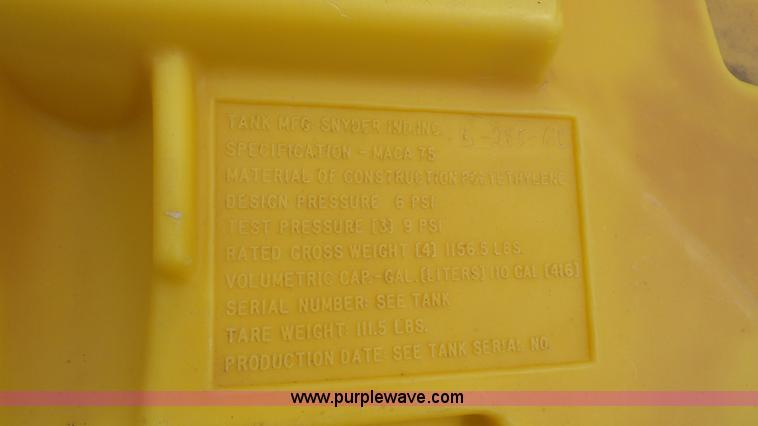 TANK MFG. SNYDER IND.INC.
SPECIFICATION - MACA 75
MATERIAL OF CONSTRUCTION POLYETHYLENE
DESIGN PRESSURE 6 PSI
TEST PRESSURE (3) 9 PSI
RATED GROSS WEIGHT (4) 1156.5 LBS.
VOLUMETRIC CAP.-GAL. (LITERS) 110 GAL (416)
SERIAL NUMBER: SEE TANK
TARE WEIGHT: 111.5 LBS.
PRODUCTION DATE: SEE TANK SERIAL NO.
www.purplewave.com